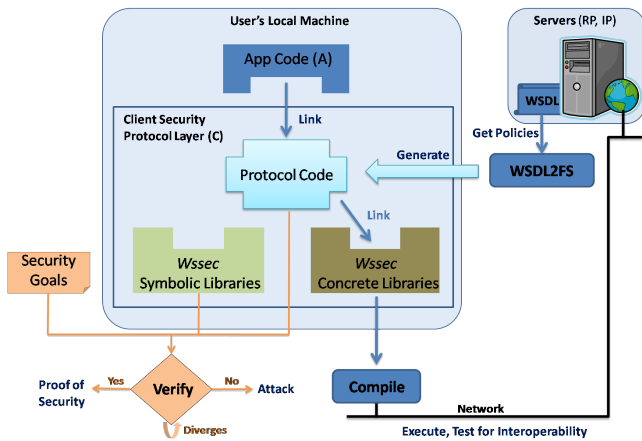 User's Local Machine
Servers (RP, IP)
App Code (A)
WSDL
Client Security
Protocol Layer (C)
Link
Get Policies
Generate
Protocol Code
WSDL2FS
Link
Wssec
Symbolic Libraries
Wssec
Concrete Libraries
Security
Goals
Proof of
Security
Yes
Verify
No
Attack
Compile
Diverges
Network
Execute, Test for Interoperability